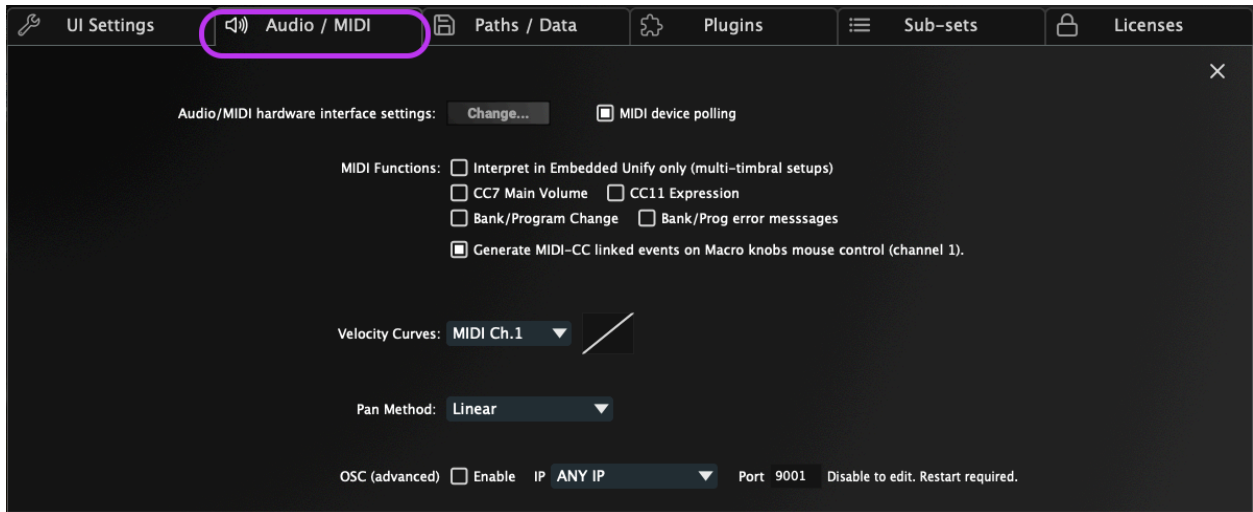 UI Settings Audio / MIDI Paths / Data Plugins Sub-sets Licenses
Audio/MIDI hardware interface settings: Change... MIDI device polling
MIDI Functions: Interpret in Embedded Unify only (multi-timbral setups)
CC7 Main Volume CC11 Expression
Bank/Program Change Bank/Prog error messsages
Generate MIDI-CC linked events on Macro knobs mouse control (channel 1).
Velocity Curves: MIDI Ch.1
Pan Method: Linear
OSC (advanced) Enable IP ANY IP Port 9001 Disable to edit. Restart required.